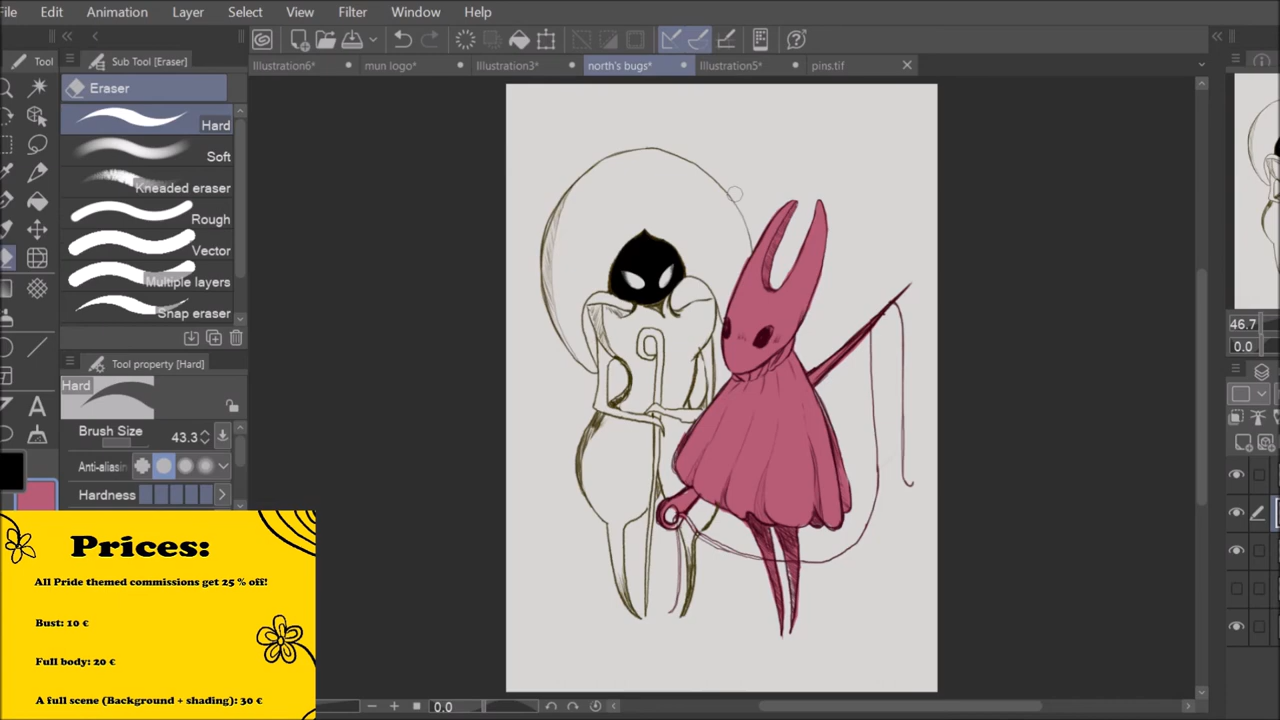 File Edit Animation Layer Select View Filter Window Help
Tool Sub Tool [Eraser] Illustration6* mun logo* Illustration3* north's bugs* Illustration5* pins.tif
Eraser
Hard
Soft
Kneaded eraser
Rough
Vector
Multiple layers
Snap eraser
Tool property [Hard]
Hard
Brush Size 43.3
Anti-aliasin
Hardness
46.7
0.0
Prices:
All Pride themed commissions get 25 % off!
Bust: 10 €
Full body: 20 €
A full scene (Background + shading): 30 €
0.0